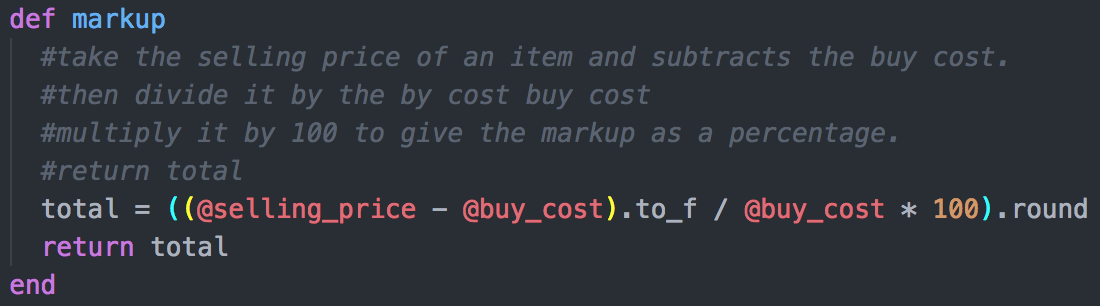 def markup
#take the selling price of an item and subtracts the buy cost.
#then divide it by the by cost buy cost
#multiply it by 100 to give the markup as a percentage.
#return total
total = ((@selling_price - @buy_cost).to_f / @buy_cost * 100).round
return total
end